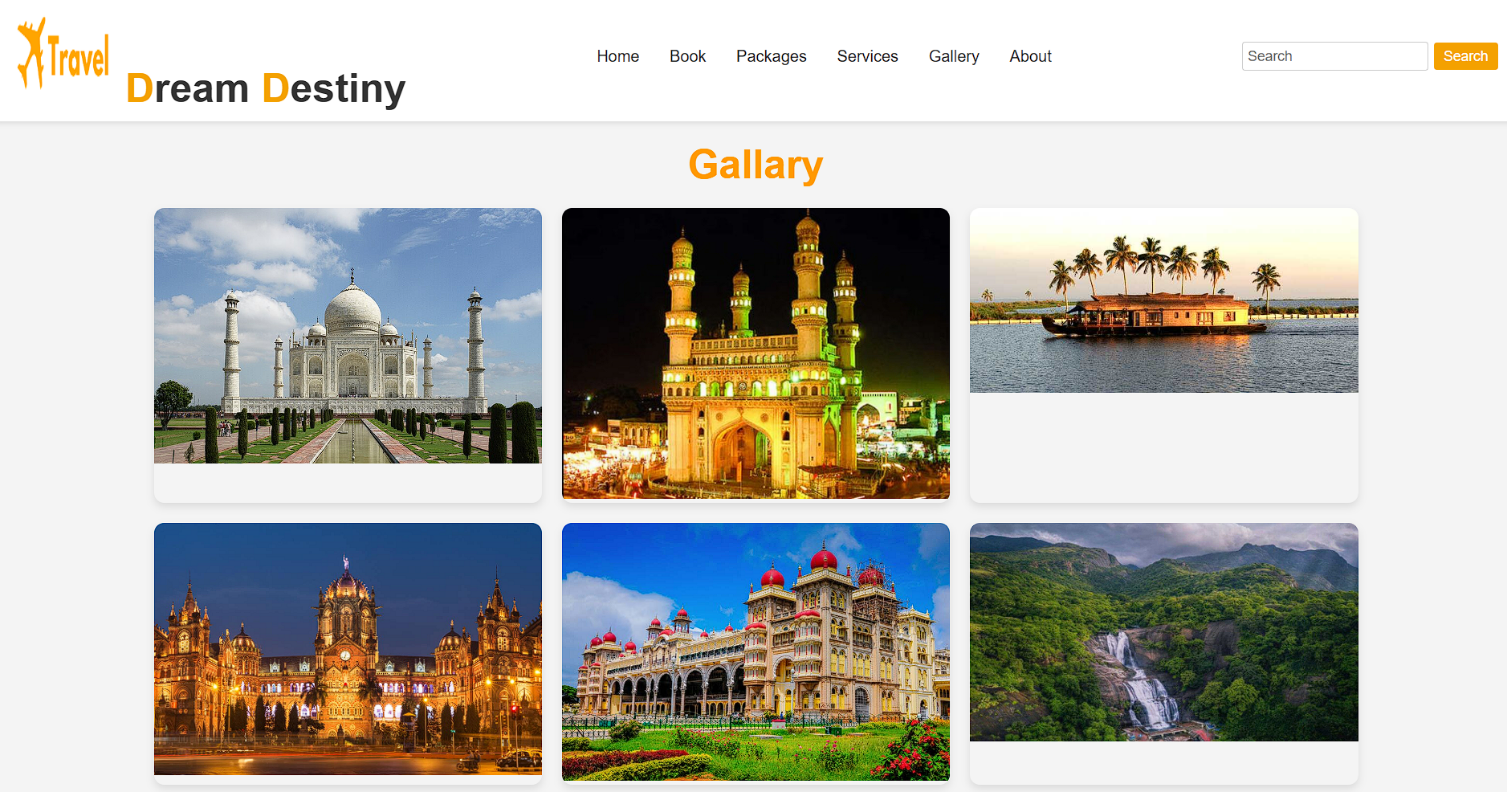 Travel
Dream Destiny
Home Book Packages Services Gallery About
Search Search
Gallary